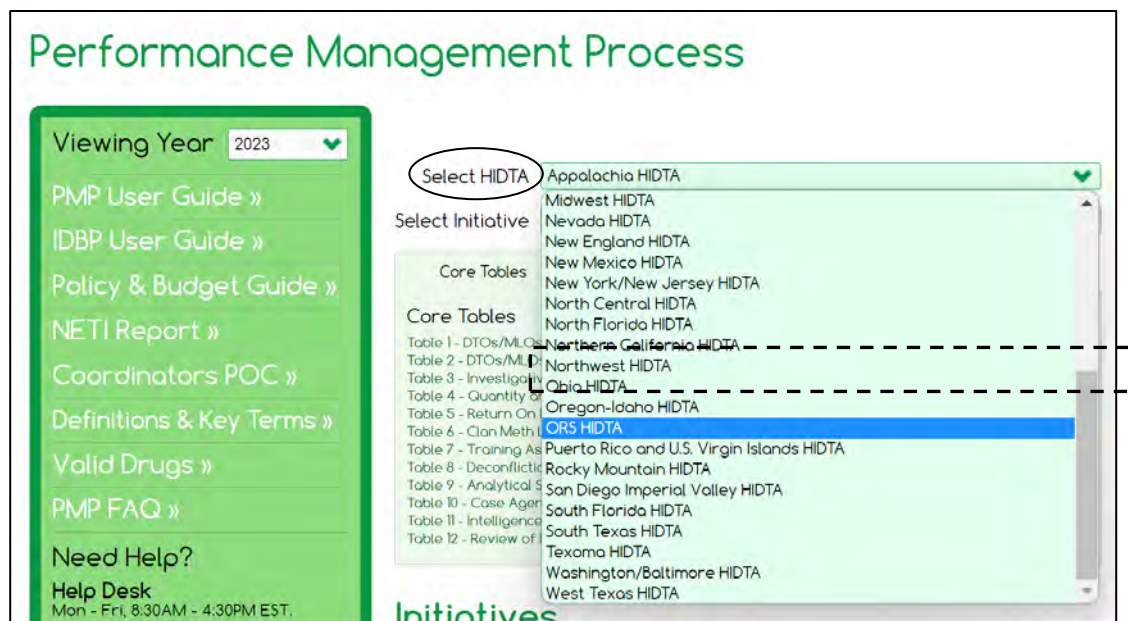 Performance Management Process
Viewing Year 2023
PMP User Guide »
IDBP User Guide »
Policy & Budget Guide »
NETI Report »
Coordinators POC »
Definitions & Key Terms »
Valid Drugs »
PMP FAQ »
Need Help?
Help Desk
Mon - Fri, 8:30AM - 4:30PM EST.
Select HIDTA Appalachia HIDTA
Select Initiative
Midwest HIDTA
Nevada HIDTA
New England HIDTA
New Mexico HIDTA
New York/New Jersey HIDTA
North Central HIDTA
North Florida HIDTA
Northern California HIDTA
Northwest HIDTA
Ohio HIDTA
Oregon-Idaho HIDTA
ORS HIDTA
Puerto Rico and U.S. Virgin Islands HIDTA
Rocky Mountain HIDTA
San Diego Imperial Valley HIDTA
South Florida HIDTA
South Texas HIDTA
Texoma HIDTA
Washington/Baltimore HIDTA
West Texas HIDTA
Core Tables
Core Tables
Table 1 - DTOs/MLOs
Table 2 - DTOs/MLOs
Table 3 - Investigativ
Table 4 - Quantity a
Table 5 - Return On
Table 6 - Clan Meth L
Table 7 - Training As
Table 8 - Deconflictio
Table 9 - Analytical S
Table 10 - Case Agen
Table 11 - Intelligence
Table 12 - Review of
Initiatives